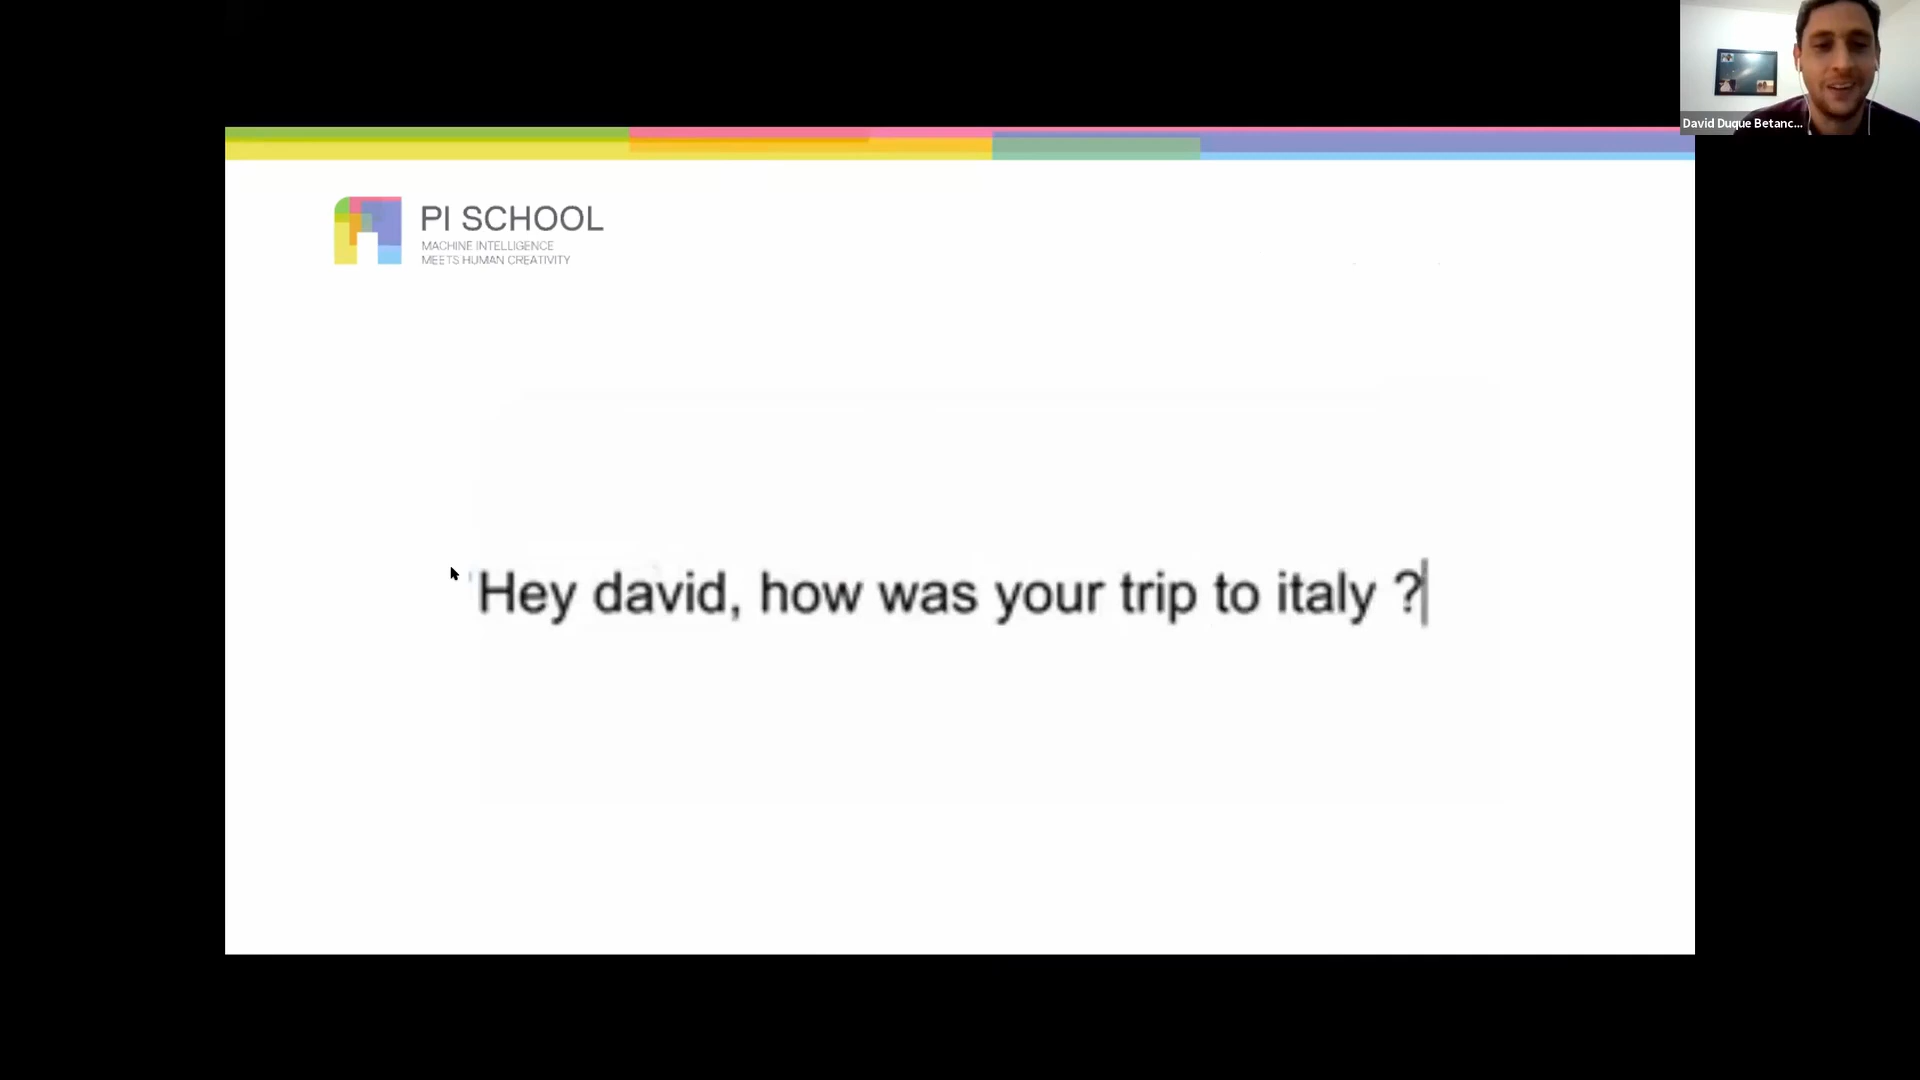 David Duque Betanc...
PI SCHOOL
MACHINE INTELLIGENCE
MEETS HUMAN CREATIVITY
Hey david, how was your trip to italy ?